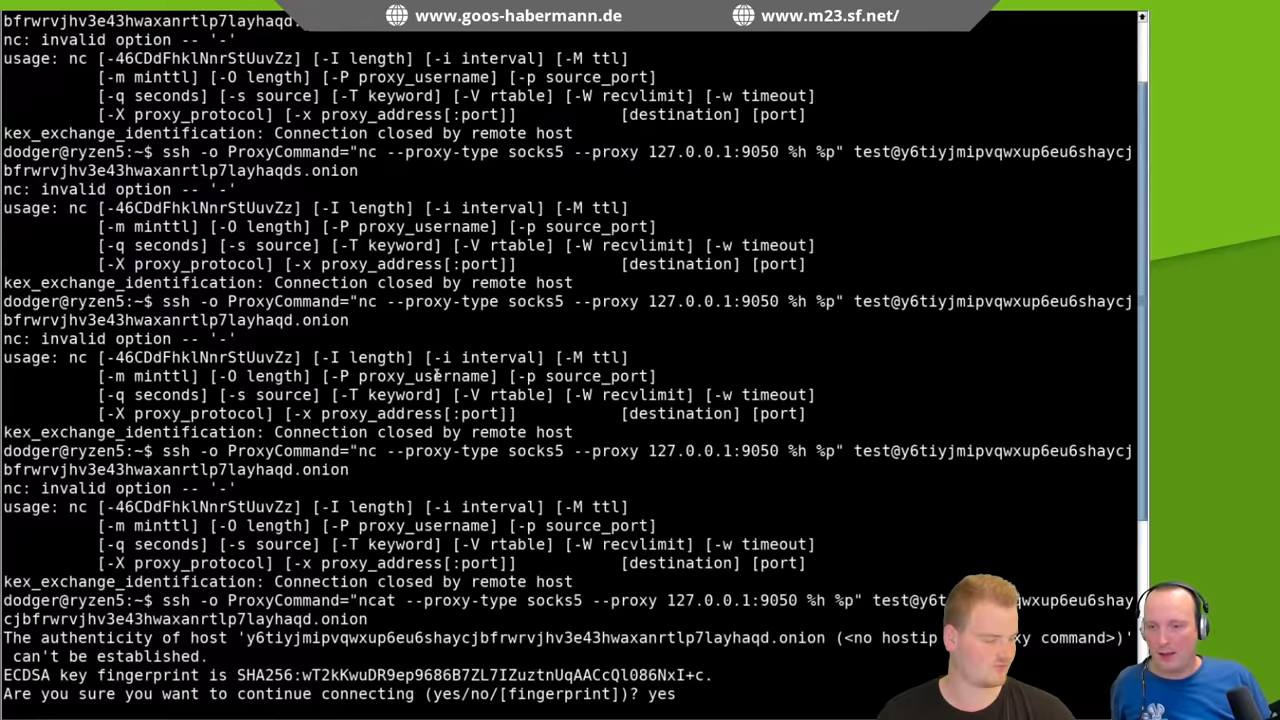 www.goos-habermann.de
www.m23.sf.net/
bfrwrvjhv3e43hwaxanrtlp7layhaqd.
nc: invalid option -- '-'
usage: nc [-46CDdFhklNnrStUuvZz] [-I length] [-i interval] [-M ttl]
[-m minttl] [-O length] [-P proxy_username] [-p source_port]
[-q seconds] [-s source] [-T keyword] [-V rtable] [-W recvlimit] [-w timeout]
[-X proxy_protocol] [-x proxy_address[:port]] [destination] [port]
kex_exchange_identification: Connection closed by remote host
dodger@ryzen5:~$ ssh -o ProxyCommand="nc --proxy-type socks5 --proxy 127.0.0.1:9050 %h %p" test@y6tiyjmipvqwxup6eu6shaycj
bfrwrvjhv3e43hwaxanrtlp7layhaqds.onion
nc: invalid option -- '-'
usage: nc [-46CDdFhklNnrStUuvZz] [-I length] [-i interval] [-M ttl]
[-m minttl] [-O length] [-P proxy_username] [-p source_port]
[-q seconds] [-s source] [-T keyword] [-V rtable] [-W recvlimit] [-w timeout]
[-X proxy_protocol] [-x proxy_address[:port]] [destination] [port]
kex_exchange_identification: Connection closed by remote host
dodger@ryzen5:~$ ssh -o ProxyCommand="nc --proxy-type socks5 --proxy 127.0.0.1:9050 %h %p" test@y6tiyjmipvqwxup6eu6shaycj
bfrwrvjhv3e43hwaxanrtlp7layhaqd.onion
nc: invalid option -- '-'
usage: nc [-46CDdFhklNnrStUuvZz] [-I length] [-i interval] [-M ttl]
[-m minttl] [-O length] [-P proxy_username] [-p source_port]
[-q seconds] [-s source] [-T keyword] [-V rtable] [-W recvlimit] [-w timeout]
[-X proxy_protocol] [-x proxy_address[:port]] [destination] [port]
kex_exchange_identification: Connection closed by remote host
dodger@ryzen5:~$ ssh -o ProxyCommand="nc --proxy-type socks5 --proxy 127.0.0.1:9050 %h %p" test@y6tiyjmipvqwxup6eu6shaycj
bfrwrvjhv3e43hwaxanrtlp7layhaqd.onion
nc: invalid option -- '-'
usage: nc [-46CDdFhklNnrStUuvZz] [-I length] [-i interval] [-M ttl]
[-m minttl] [-O length] [-P proxy_username] [-p source_port]
[-q seconds] [-s source] [-T keyword] [-V rtable] [-W recvlimit] [-w timeout]
[-X proxy_protocol] [-x proxy_address[:port]] [destination] [port]
kex_exchange_identification: Connection closed by remote host
dodger@ryzen5:~$ ssh -o ProxyCommand="ncat --proxy-type socks5 --proxy 127.0.0.1:9050 %h %p" test@y6t wxup6eu6shay
cjbfrwrvjhv3e43hwaxanrtlp7layhaqd.onion
The authenticity of host 'y6tiyjmipvqwxup6eu6shaycjbfrwrvjhv3e43hwaxanrtlp7layhaqd.onion (<no hostip command>)'
can't be established.
ECDSA key fingerprint is SHA256:wT2kKwuDR9ep9686B7ZL7IZuztnUqAACcQl086NxI+c.
Are you sure you want to continue connecting (yes/no/[fingerprint])? yes